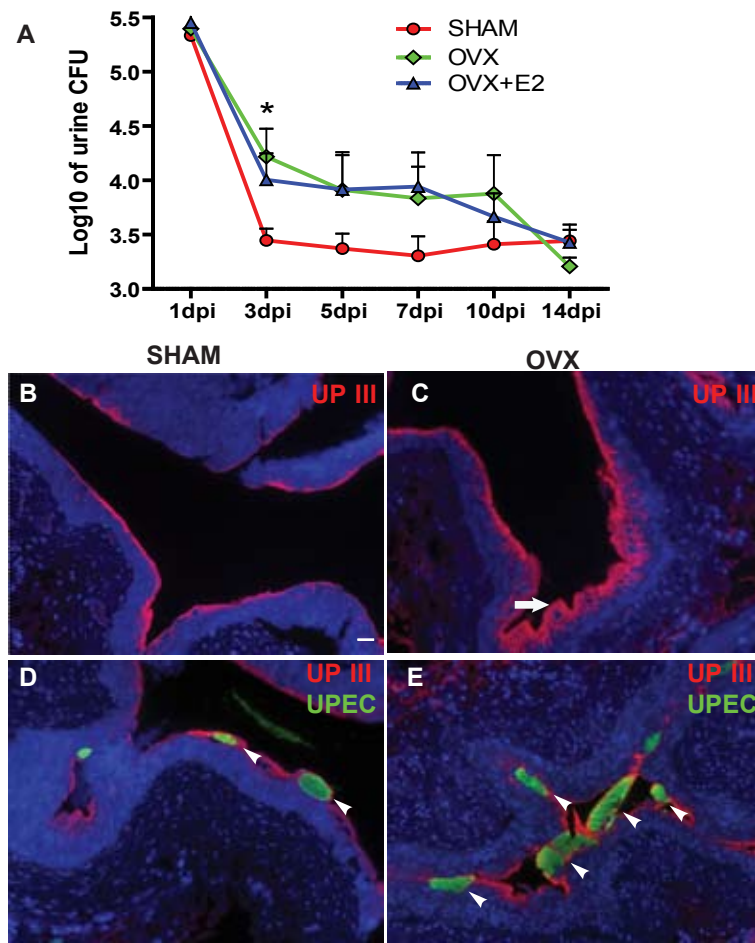 A
Log10 of urine CFU
5.5
5.0
4.5
4.0
3.5
3.0
*
SHAM
OVX
OVX+E2
1dpi 3dpi 5dpi 7dpi 10dpi 14dpi
SHAM OVX
B UP III
C UP III
D UP III
UPEC
E UP III
UPEC